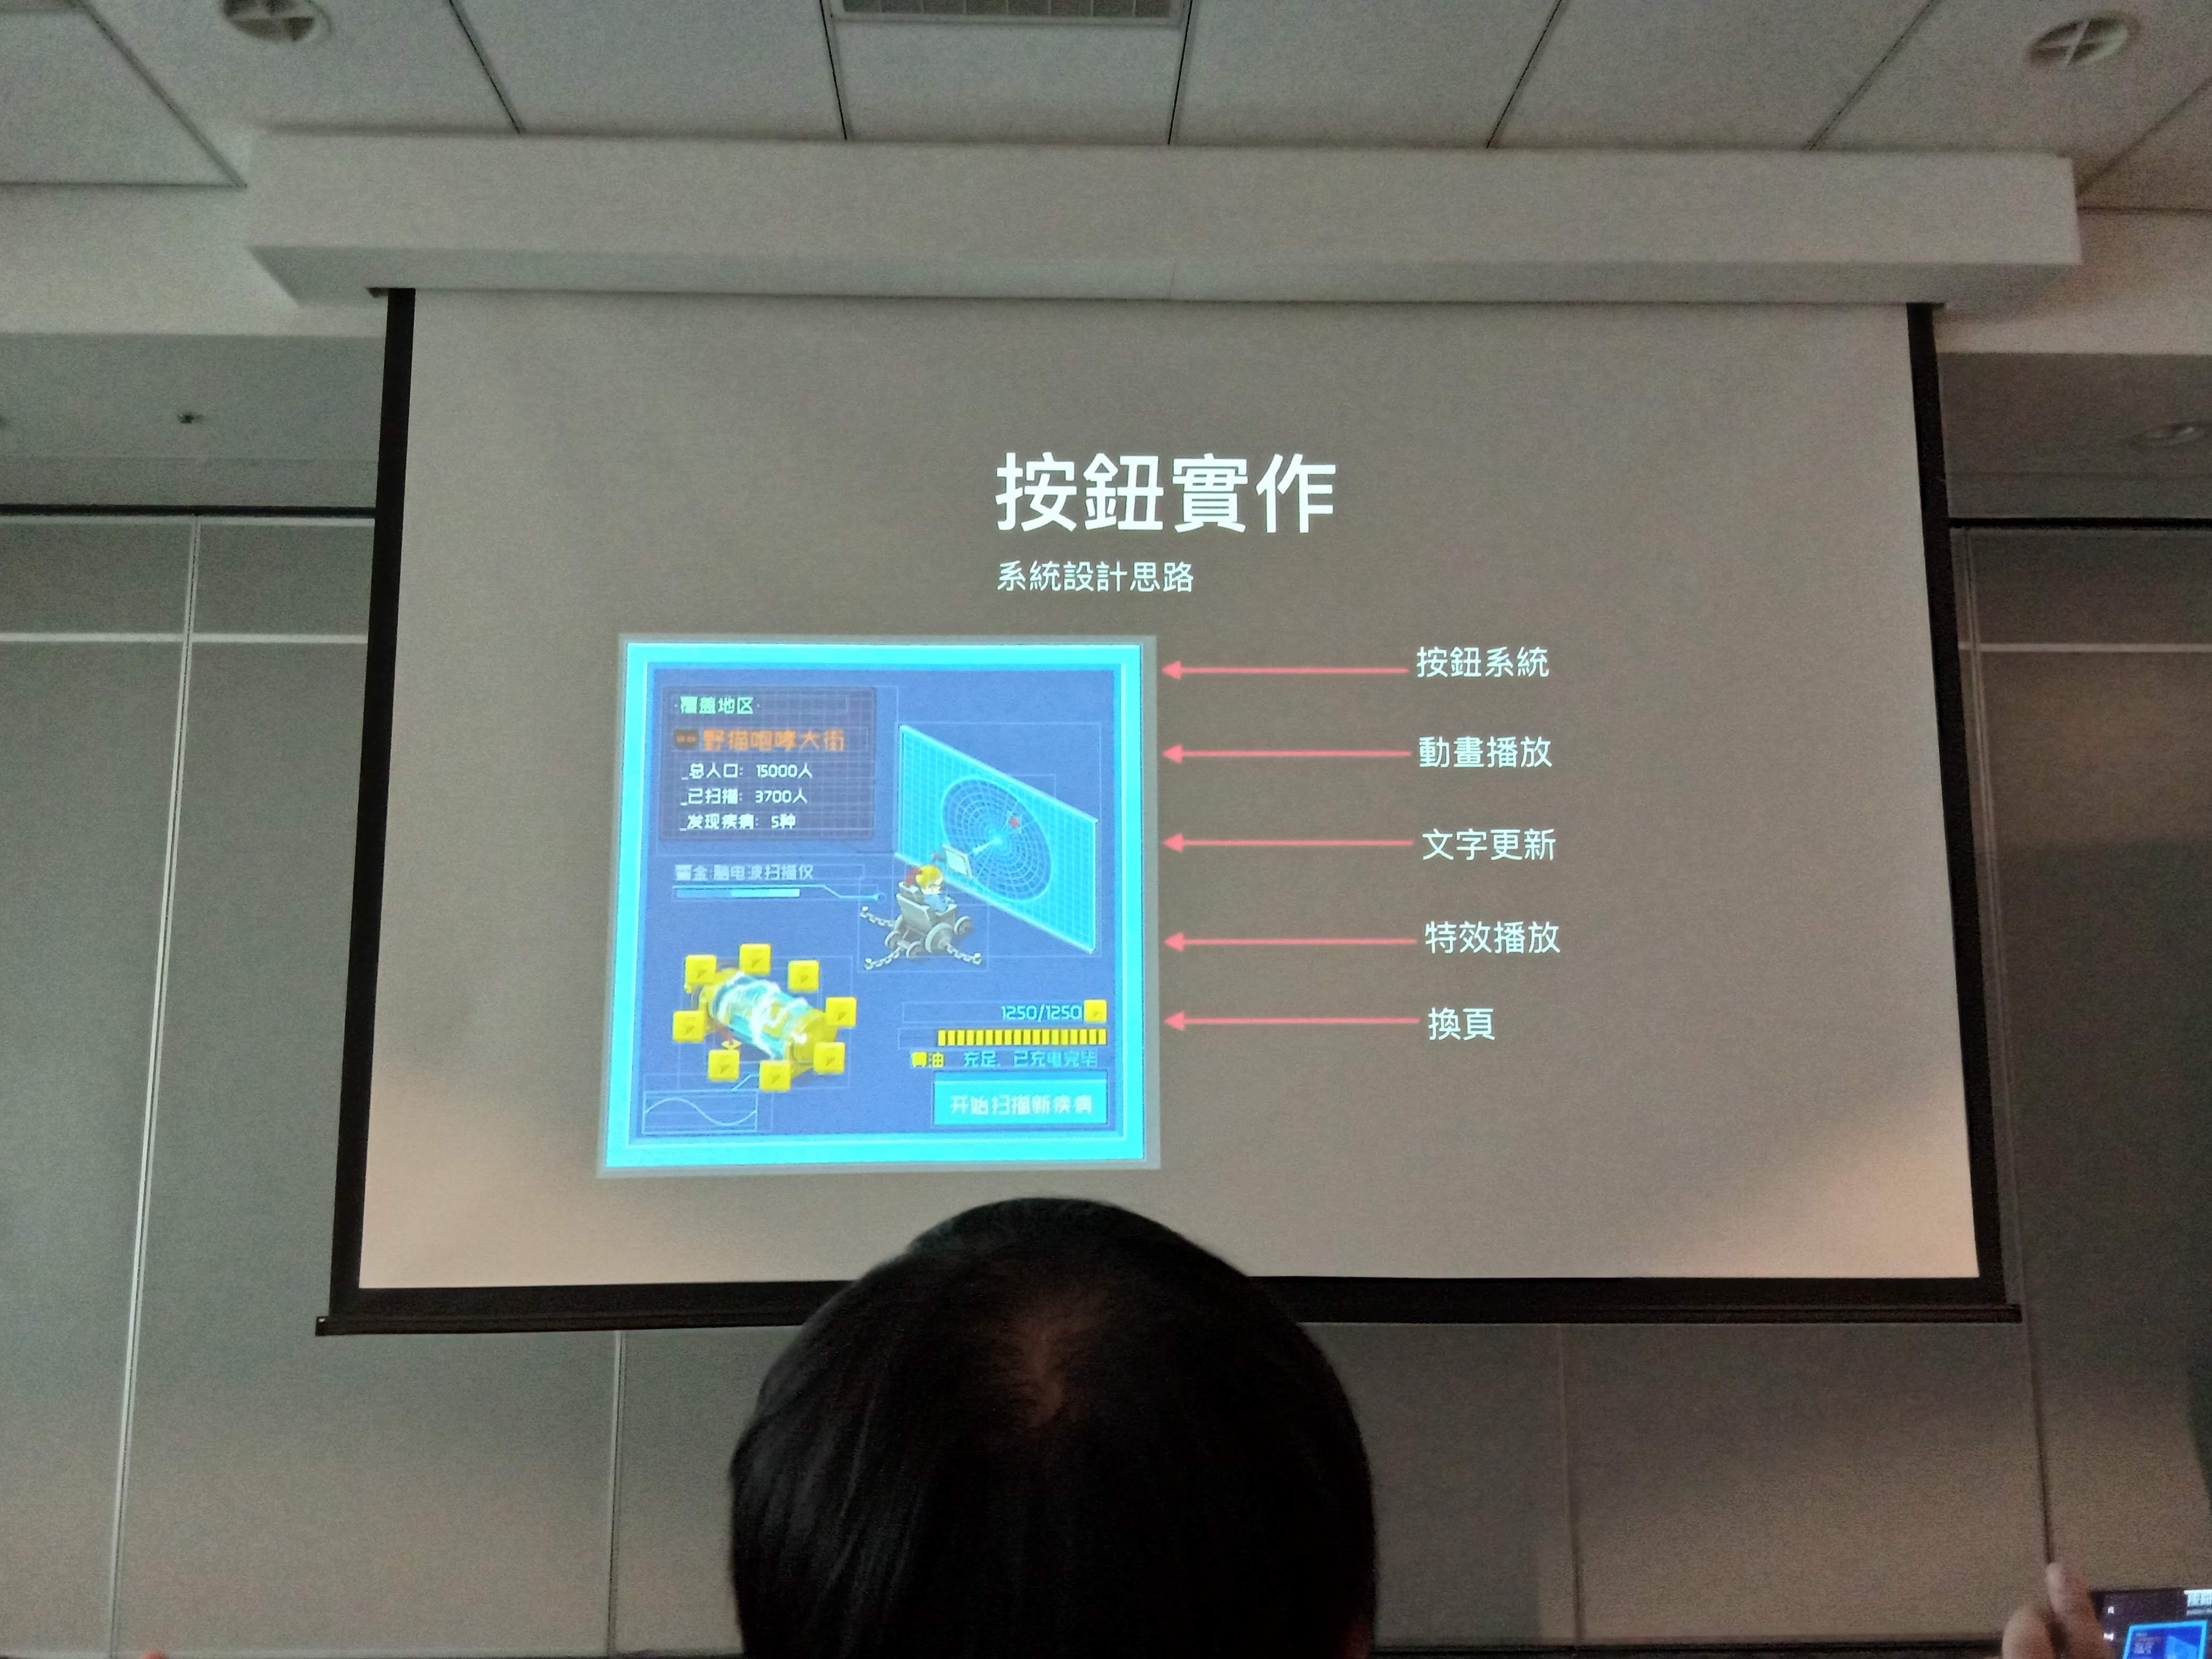 按鈕實作
系統設計思路
·覆盖地区·
野猫咆哮大街
_总人口: 15000人
_已扫描: 3700人
_发现疾病: 5种
霍金·脑电波扫描仪
1250/1250
黄油 充足, 已充电完毕
开始扫描新疾病
按鈕系統
動畫播放
文字更新
特效播放
換頁